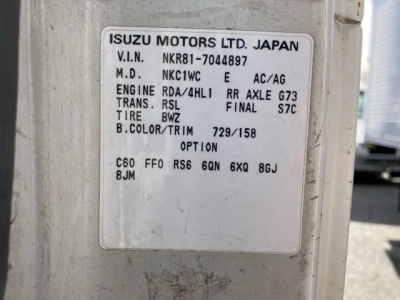 ISUZU MOTORS LTD. JAPAN
V.I.N. NKR81-7044897
M.D. NKC1WC E AC/AG
ENGINE RDA/4HL1 RR AXLE G73
TRANS. RSL FINAL S7C
TIRE BWZ
B.COLOR/TRIM 729/158
OPTION
C60 FF0 RS6 6QN 6XQ 8GJ
8JM